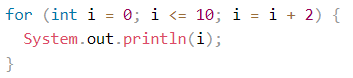 for (int i = 0; i <= 10; i = i + 2) {
  System.out.println(i);
}